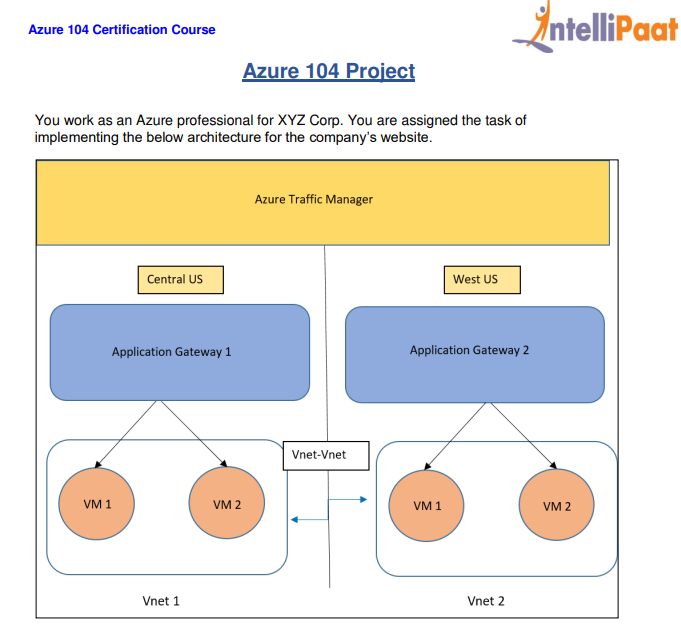 Azure 104 Certification Course
IntelliPaat
Azure 104 Project
You work as an Azure professional for XYZ Corp. You are assigned the task of
implementing the below architecture for the company's website.
Azure Traffic Manager
Central US
West US
Application Gateway 1
Application Gateway 2
Vnet-Vnet
VM 1
VM 2
VM 1
VM 2
Vnet 1
Vnet 2